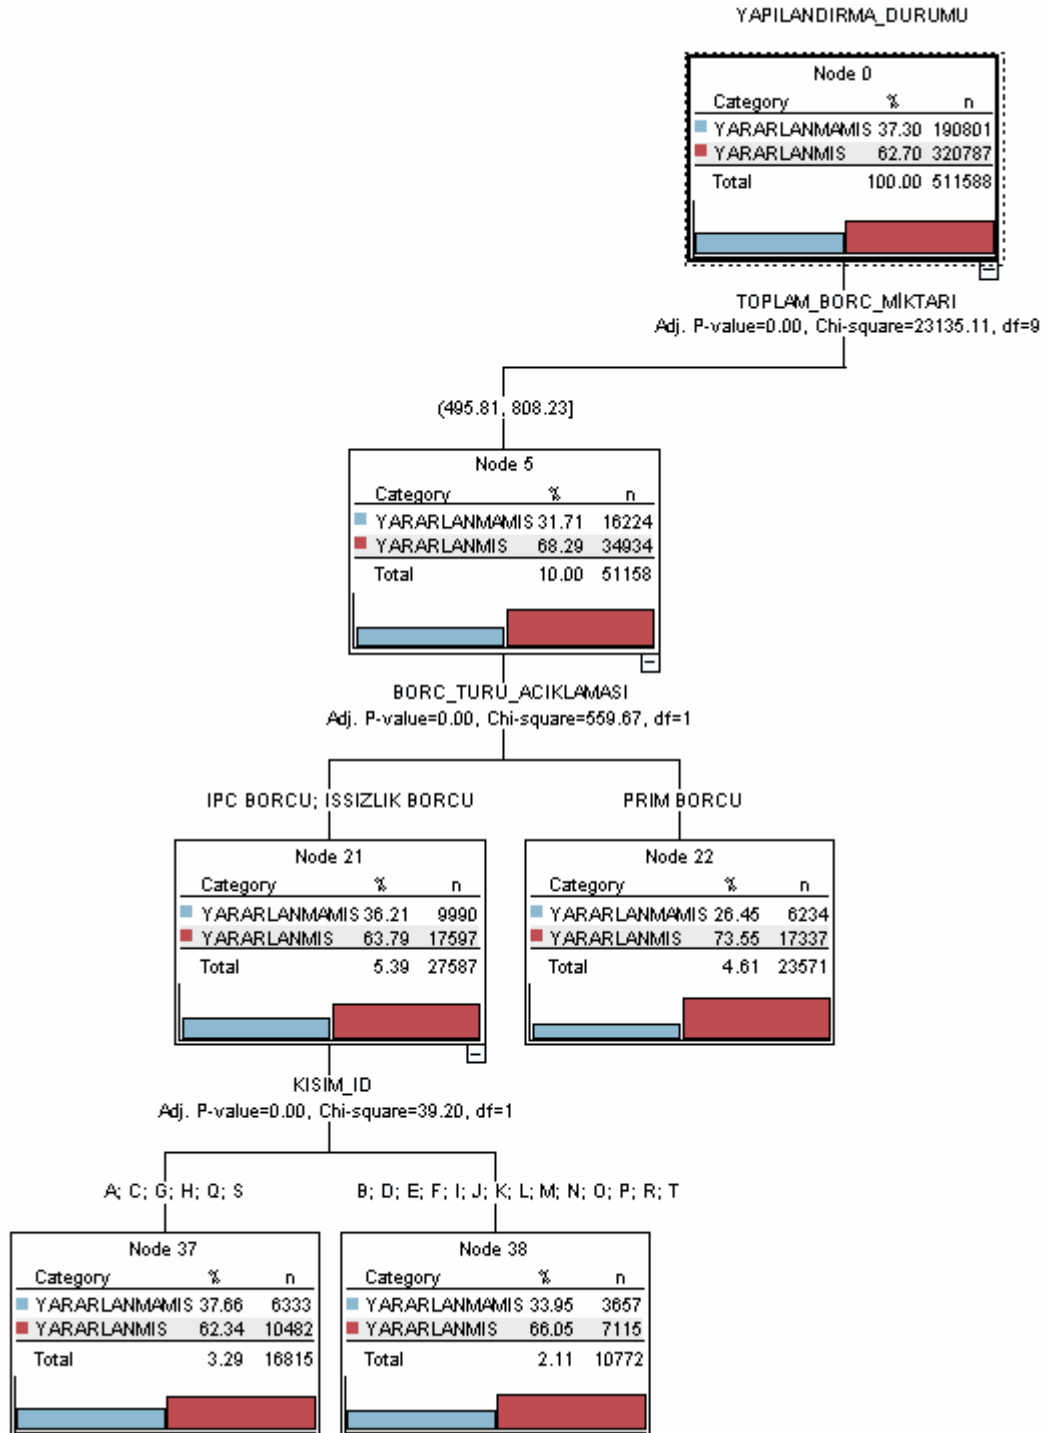 YAPILANDIRMA_DURUMU
Node 0
Category % n
YARARLANMAMIS 37.30 190801
YARARLANMIS 62.70 320787
Total 100.00 511588
TOPLAM_BORC_MİKTARI
Adj. P-value=0.00, Chi-square=23135.11, df=9
(495.81, 808.23]
Node 5
Category % n
YARARLANMAMIS 31.71 16224
YARARLANMIS 68.29 34934
Total 10.00 51158
BORC_TURU_ACIKLAMASI
Adj. P-value=0.00, Chi-square=559.67, df=1
IPC BORCU; ISSIZLIK BORCU
PRIM BORCU
Node 21
Category % n
YARARLANMAMIS 36.21 9990
YARARLANMIS 63.79 17597
Total 5.39 27587
Node 22
Category % n
YARARLANMAMIS 26.45 6234
YARARLANMIS 73.55 17337
Total 4.61 23571
KISIM_ID
Adj. P-value=0.00, Chi-square=39.20, df=1
A; C; G; H; Q; S
B; D; E; F; I; J; K; L; M; N; O; P; R; T
Node 37
Category % n
YARARLANMAMIS 37.66 6333
YARARLANMIS 62.34 10482
Total 3.29 16815
Node 38
Category % n
YARARLANMAMIS 33.95 3657
YARARLANMIS 66.05 7115
Total 2.11 10772